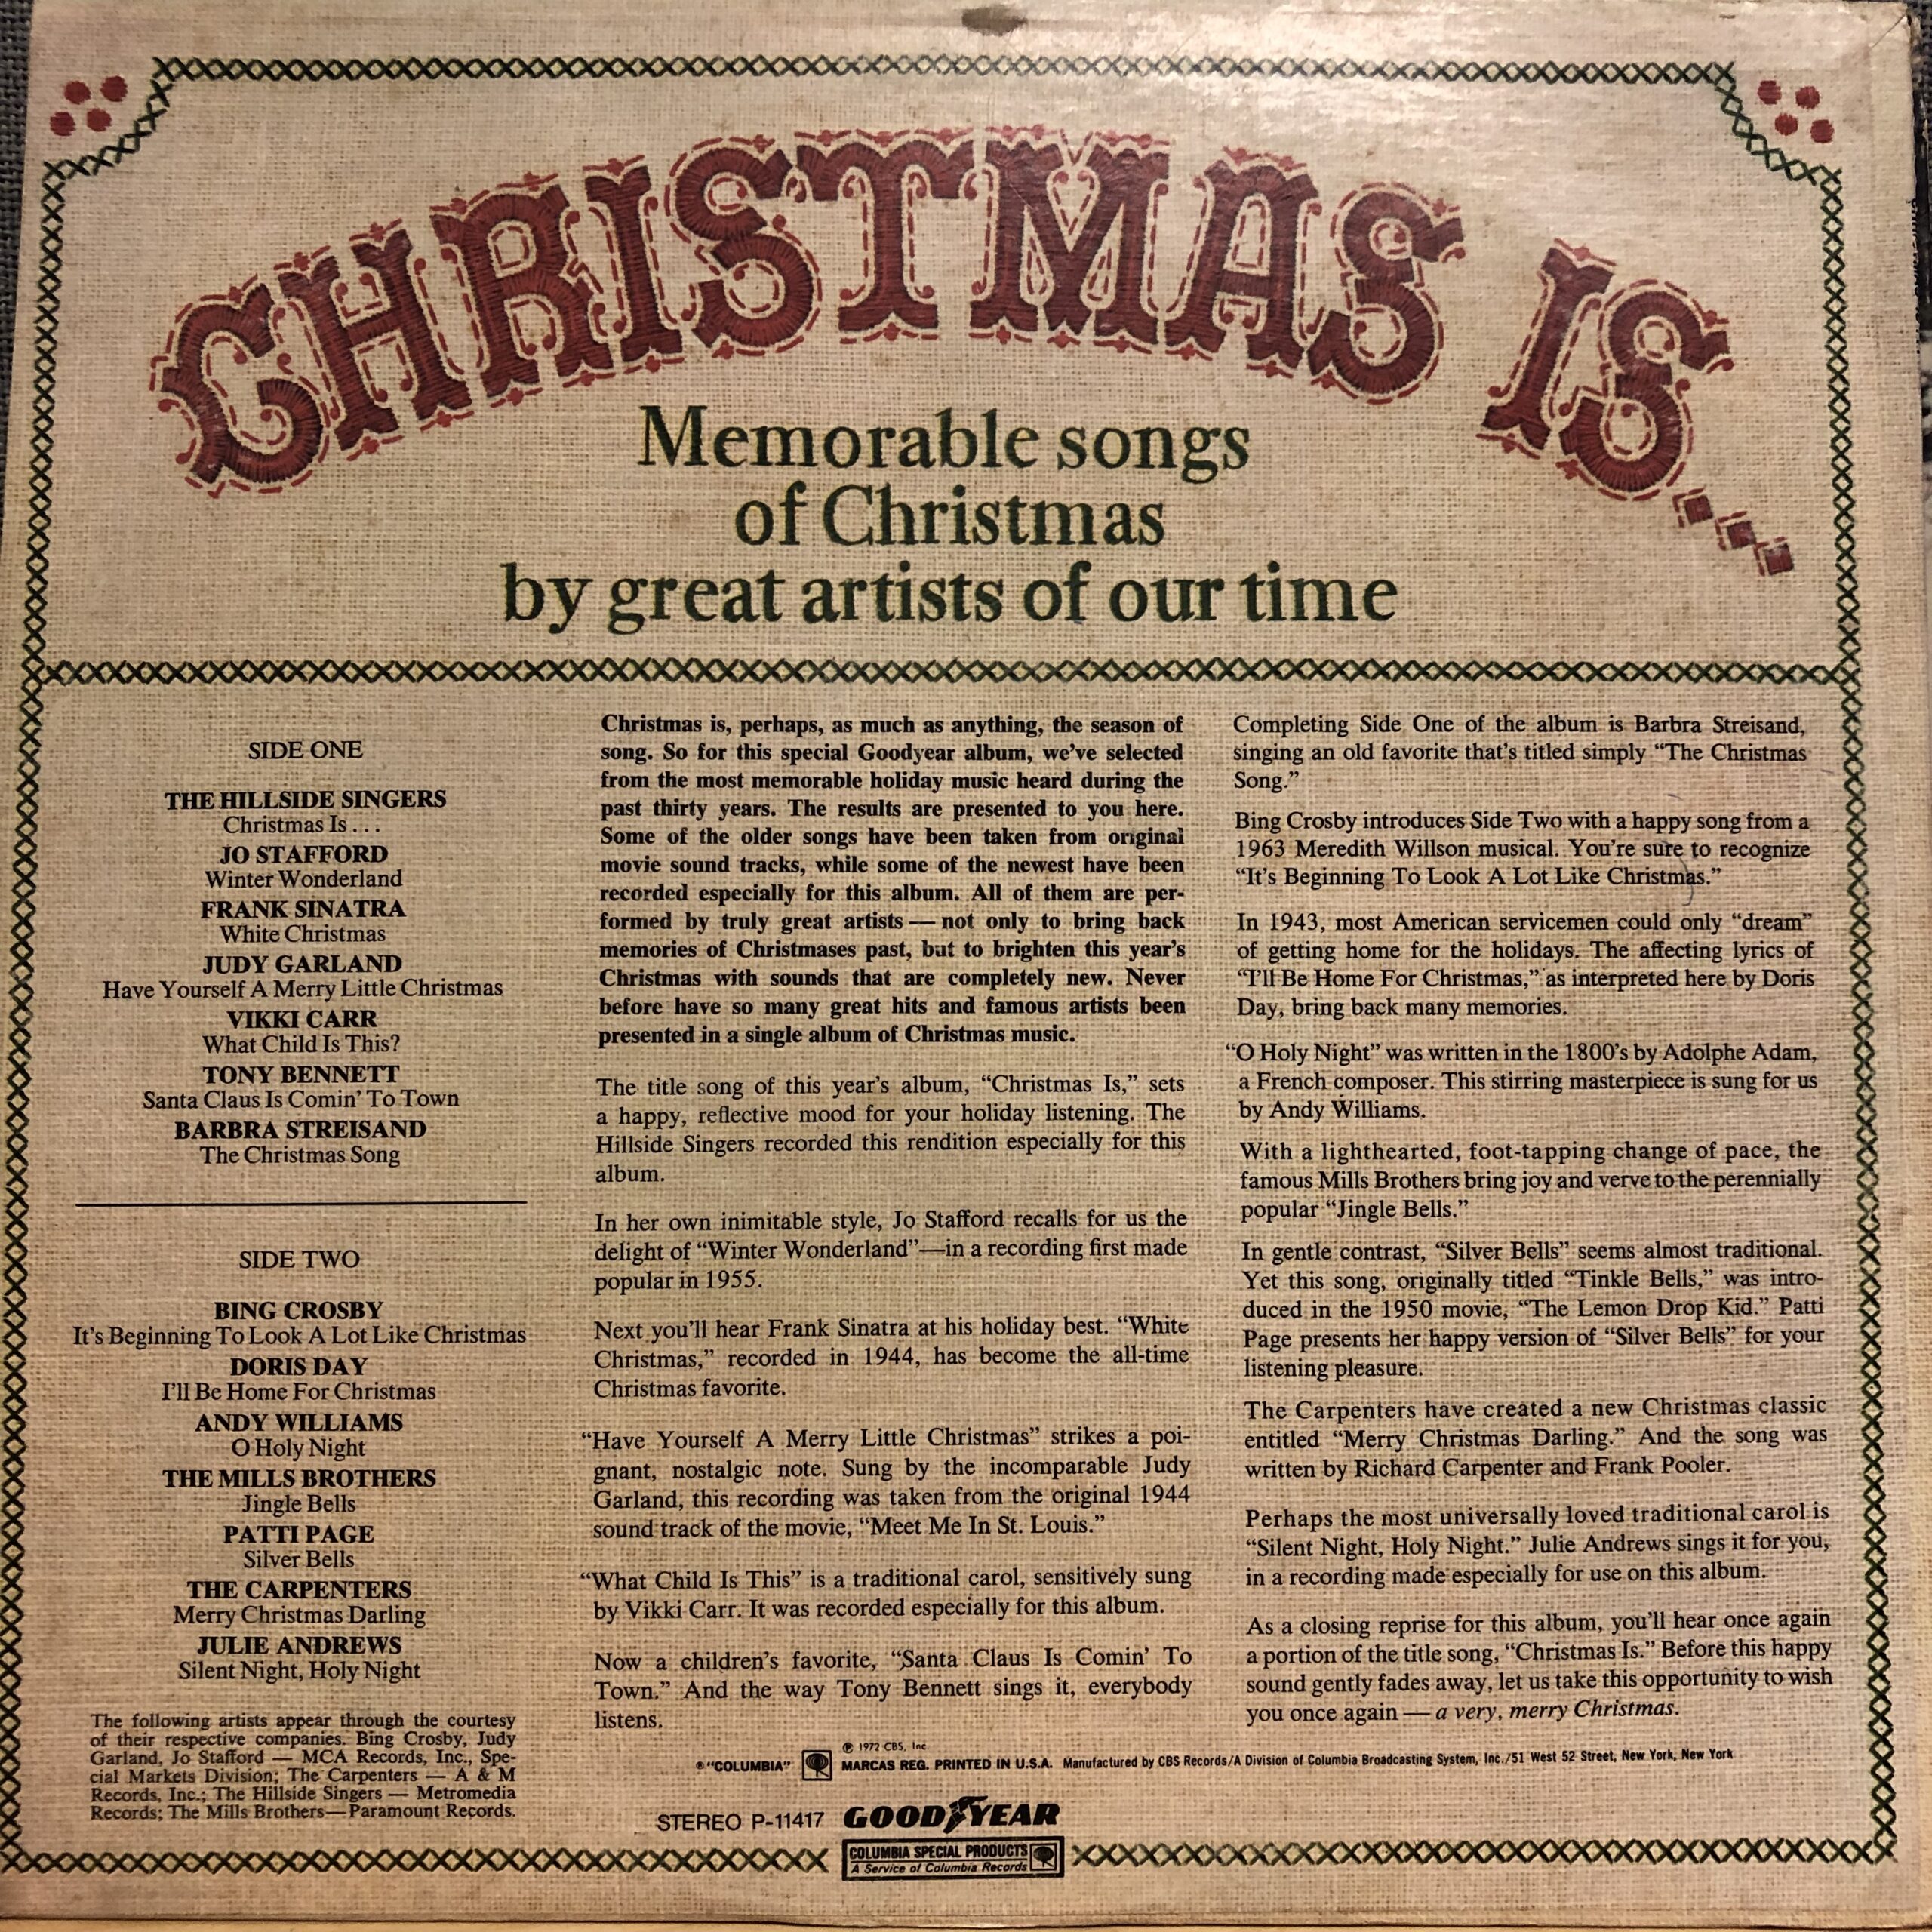 CHRISTMAS IS...
Memorable songs
of Christmas
by great artists of our time
SIDE ONE
THE HILLSIDE SINGERS
Christmas Is . . .
JO STAFFORD
Winter Wonderland
FRANK SINATRA
White Christmas
JUDY GARLAND
Have Yourself A Merry Little Christmas
VIKKI CARR
What Child Is This?
TONY BENNETT
Santa Claus Is Comin' To Town
BARBRA STREISAND
The Christmas Song
SIDE TWO
BING CROSBY
It's Beginning To Look A Lot Like Christmas
DORIS DAY
I'll Be Home For Christmas
ANDY WILLIAMS
O Holy Night
THE MILLS BROTHERS
Jingle Bells
PATTI PAGE
Silver Bells
THE CARPENTERS
Merry Christmas Darling
JULIE ANDREWS
Silent Night, Holy Night
The following artists appear through the courtesy
of their respective companies. Bing Crosby, Judy
Garland, Jo Stafford — MCA Records, Inc., Spe-
cial Markets Division; The Carpenters — A & M
Records, Inc.; The Hillside Singers — Metromedia
Records; The Mills Brothers—Paramount Records.
Christmas is, perhaps, as much as anything, the season of
song. So for this special Goodyear album, we've selected
from the most memorable holiday music heard during the
past thirty years. The results are presented to you here.
Some of the older songs have been taken from original
movie sound tracks, while some of the newest have been
recorded especially for this album. All of them are per-
formed by truly great artists — not only to bring back
memories of Christmases past, but to brighten this year's
Christmas with sounds that are completely new. Never
before have so many great hits and famous artists been
presented in a single album of Christmas music.
The title song of this year's album, “Christmas Is,” sets
a happy, reflective mood for your holiday listening. The
Hillside Singers recorded this rendition especially for this
album.
In her own inimitable style, Jo Stafford recalls for us the
delight of “Winter Wonderland”—in a recording first made
popular in 1955.
Next you'll hear Frank Sinatra at his holiday best. “White
Christmas,” recorded in 1944, has become the all-time
Christmas favorite.
“Have Yourself A Merry Little Christmas” strikes a poi-
gnant, nostalgic note. Sung by the incomparable Judy
Garland, this recording was taken from the original 1944
sound track of the movie, “Meet Me In St. Louis.”
“What Child Is This” is a traditional carol, sensitively sung
by Vikki Carr. It was recorded especially for this album.
Now a children's favorite, “Santa Claus Is Comin' To
Town.” And the way Tony Bennett sings it, everybody
listens.
Completing Side One of the album is Barbra Streisand,
singing an old favorite that's titled simply “The Christmas
Song.”
Bing Crosby introduces Side Two with a happy song from a
1963 Meredith Willson musical. You're sure to recognize
“It's Beginning To Look A Lot Like Christmas.”
In 1943, most American servicemen could only “dream”
of getting home for the holidays. The affecting lyrics of
“I'll Be Home For Christmas,” as interpreted here by Doris
Day, bring back many memories.
“O Holy Night” was written in the 1800's by Adolphe Adam,
a French composer. This stirring masterpiece is sung for us
by Andy Williams.
With a lighthearted, foot-tapping change of pace, the
famous Mills Brothers bring joy and verve to the perennially
popular “Jingle Bells.”
In gentle contrast, “Silver Bells” seems almost traditional.
Yet this song, originally titled “Tinkle Bells,” was intro-
duced in the 1950 movie, “The Lemon Drop Kid.” Patti
Page presents her happy version of “Silver Bells” for your
listening pleasure.
The Carpenters have created a new Christmas classic
entitled “Merry Christmas Darling.” And the song was
written by Richard Carpenter and Frank Pooler.
Perhaps the most universally loved traditional carol is
“Silent Night, Holy Night.” Julie Andrews sings it for you,
in a recording made especially for use on this album.
As a closing reprise for this album, you'll hear once again
a portion of the title song, “Christmas Is.” Before this happy
sound gently fades away, let us take this opportunity to wish
you once again — a very, merry Christmas.
℗ 1972 CBS, Inc.
®“COLUMBIA” MARCAS REG. PRINTED IN U.S.A. Manufactured by CBS Records/A Division of Columbia Broadcasting System, Inc./51 West 52 Street, New York, New York
STEREO P-11417 GOODYEAR
COLUMBIA SPECIAL PRODUCTS
A Service of Columbia Records